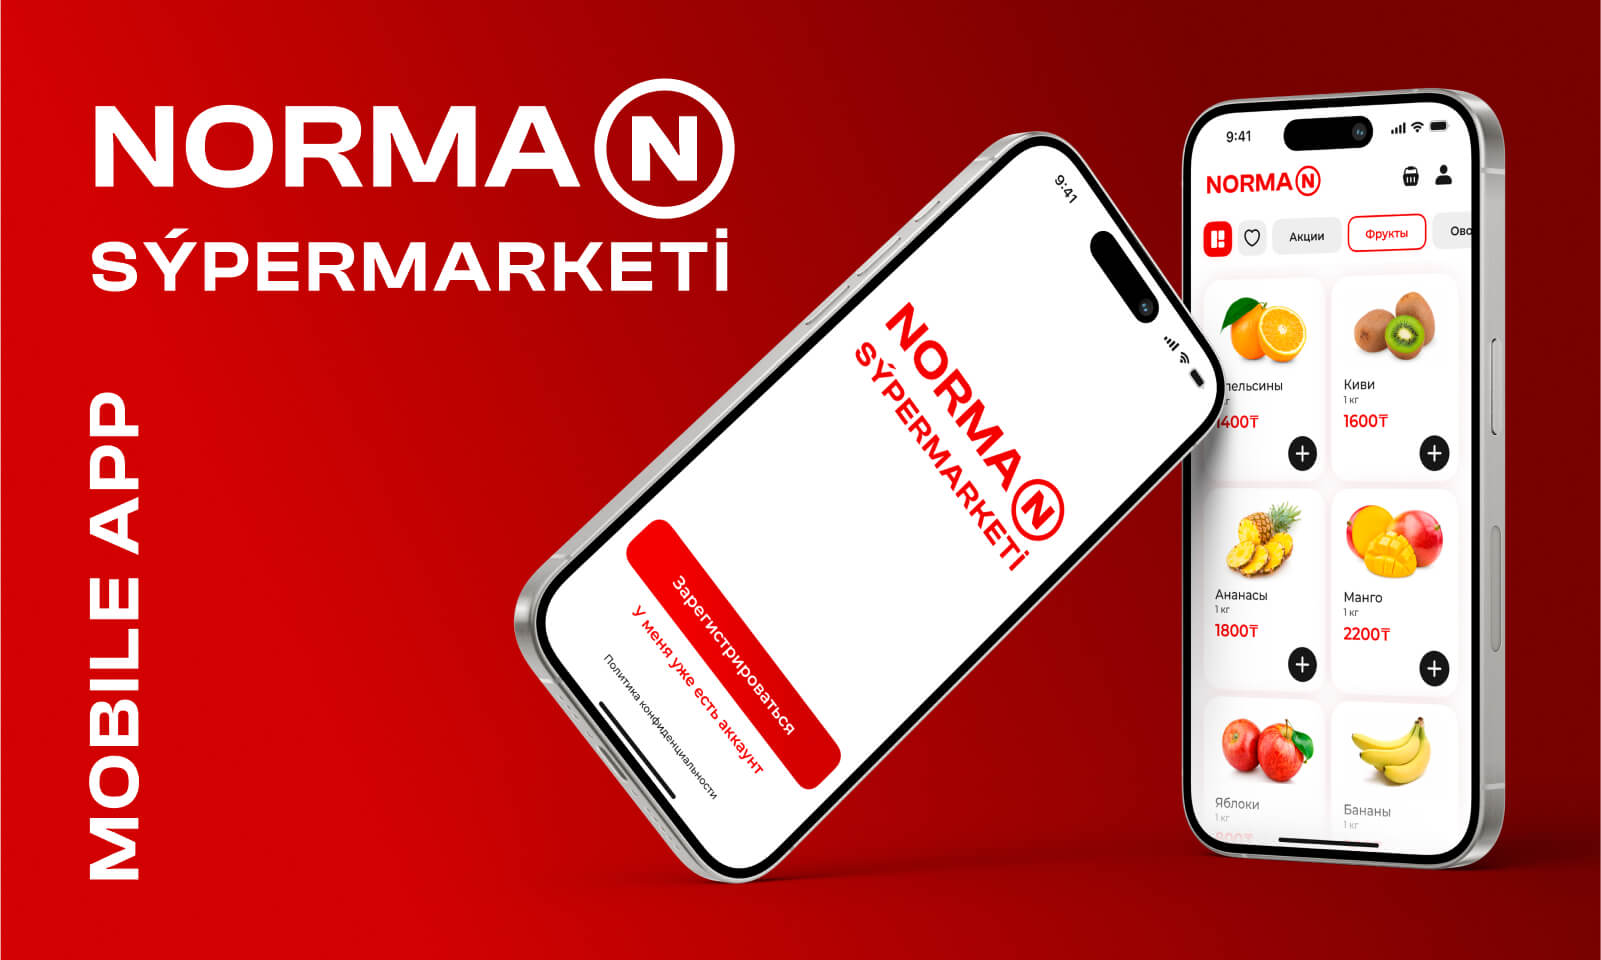 NORMA N
SÝPERMARKETİ
MOBILE APP
9:41
NORMA N
SÝPERMARKETİ
Зарегистрироваться
У меня уже есть аккаунт
Политика конфиденциальности
9:41
NORMA N
Акции
Фрукты
Ово
Киви
1 кг
1600₸
Ананасы
1 кг
1800₸
Манго
1 кг
2200₸
Яблоки
1 кг
Бананы
1 кг